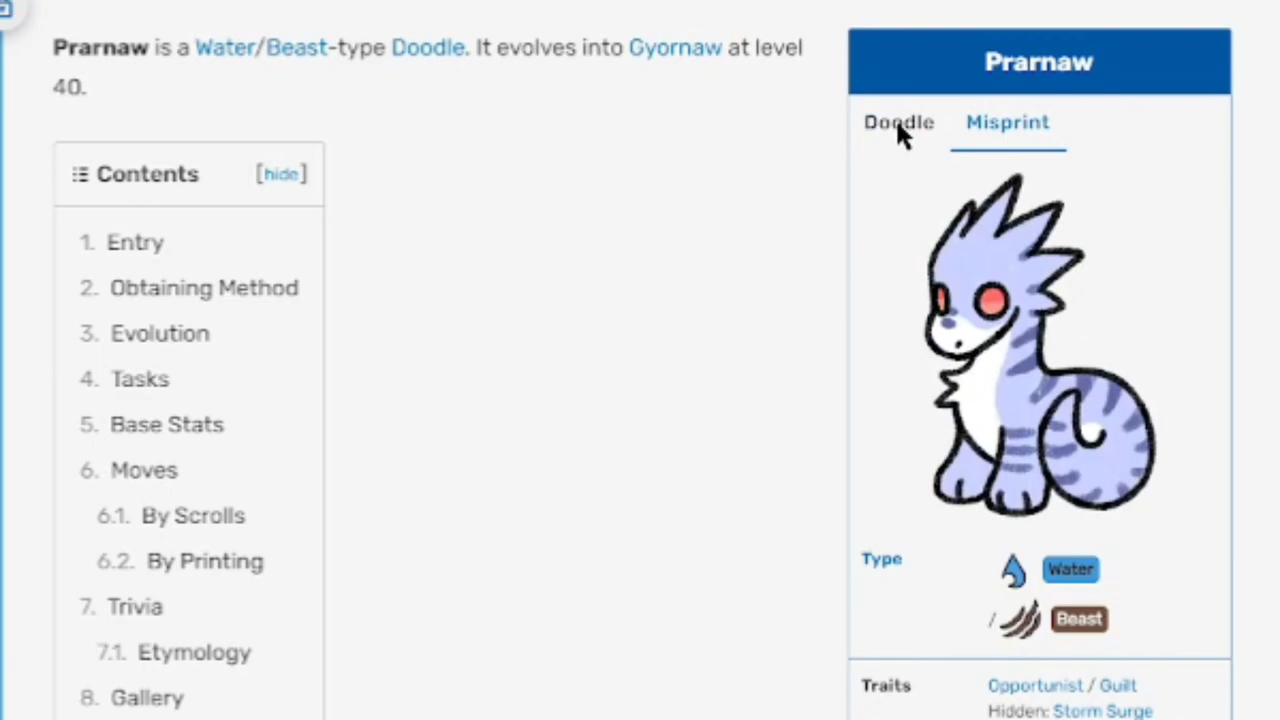 Prarnaw is a Water/Beast-type Doodle. It evolves into Gyornaw at level
40.
Contents [hide]
1. Entry
2. Obtaining Method
3. Evolution
4. Tasks
5. Base Stats
6. Moves
6.1. By Scrolls
6.2. By Printing
7. Trivia
7.1. Etymology
8. Gallery
Prarnaw
Doodle Misprint
Type Water
/ Beast
Traits Opportunist / Guilt
Hidden: Storm Surge